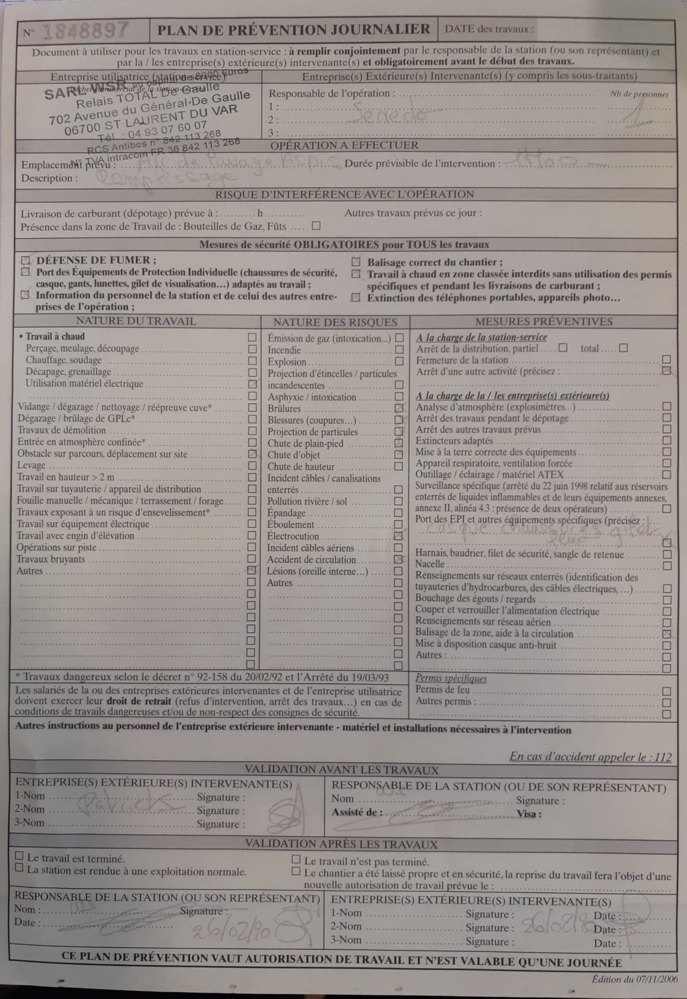 N° 1848897
PLAN DE PRÉVENTION JOURNALIER
DATE des travaux :
Document à utiliser pour les travaux en station-service : à remplir conjointement par le responsable de la station (ou son représentant) et
par la / les entreprise(s) extérieure(s) intervenante(s) et obligatoirement avant le début des travaux.
Entreprise utilisatrice (station-service)
SARL WSR au capital de 8000 Euros
Relais TOTAL De Gaulle
702 Avenue du Général-De Gaulle
06700 ST LAURENT DU VAR
Tél. : 04 93 07 60 07
RCS Antibes n° 842 113 268
N° TVA intracom FR 36 842 113 268
Entreprise(s) Extérieure(s) Intervenante(s) (y compris les sous-traitants)
Responsable de l'opération : Nb de personnes
1 :
2 : 1
3 :
OPÉRATION A EFFECTUER
Emplacement prévu : Air de Lavage Durée prévisible de l'intervention : 1H00
Description : Remplissage
RISQUE D'INTERFÉRENCE AVEC L'OPÉRATION
Livraison de carburant (dépotage) prévue à : h
Autres travaux prévus ce jour :
Présence dans la zone de Travail de : Bouteilles de Gaz, Fûts
Mesures de sécurité OBLIGATOIRES pour TOUS les travaux
DÉFENSE DE FUMER ;
Port des Équipements de Protection Individuelle (chaussures de sécurité,
casque, gants, lunettes, gilet de visualisation...) adaptés au travail ;
Information du personnel de la station et de celui des autres entre-
prises de l'opération ;
Balisage correct du chantier ;
Travail à chaud en zone classée interdits sans utilisation des permis
spécifiques et pendant les livraisons de carburant ;
Extinction des téléphones portables, appareils photo...
NATURE DU TRAVAIL
• Travail à chaud
Perçage, meulage, découpage
Chauffage, soudage
Décapage, grenaillage
Utilisation matériel électrique
Vidange / dégazage / nettoyage / réépreuve cuve*
Dégazage / brûlage de GPLc*
Travaux de démolition
Entrée en atmosphère confinée*
Obstacle sur parcours, déplacement sur site
Levage
Travail en hauteur > 2 m
Travail sur tuyauterie / appareil de distribution
Fouille manuelle / mécanique / terrassement / forage
Travaux exposant à un risque d'ensevelissement*
Travail sur équipement électrique
Travail avec engin d'élévation
Opérations sur piste
Travaux bruyants
Autres
NATURE DES RISQUES
Émission de gaz (intoxication...)
Incendie
Explosion
Projection d'étincelles / particules
incandescentes
Asphyxie / intoxication
Brûlures
Blessures (coupures...)
Projection de particules
Chute de plain-pied
Chute d'objet
Chute de hauteur
Incident câbles / canalisations
enterrés
Pollution rivière / sol
Épandage
Éboulement
Électrocution
Incident câbles aériens
Accident de circulation
Lésions (oreille interne...)
Autres
MESURES PRÉVENTIVES
A la charge de la station-service
Arrêt de la distribution, partiel total
Fermeture de la station
Arrêt d'une autre activité (précisez :
A la charge de la / les entreprise(s) extérieure(s)
Analyse d'atmosphère (explosimètres...)
Arrêt des travaux pendant le dépotage
Arrêt des autres travaux prévus
Extincteurs adaptés
Mise à la terre correcte des équipements
Appareil respiratoire, ventilation forcée
Outillage / éclairage / matériel ATEX
Surveillance spécifique (arrêté du 22 juin 1998 relatif aux réservoirs
enterrés de liquides inflammables et de leurs équipements annexes,
annexe II, alinéa 4.3 : présence de deux opérateurs)
Port des EPI et autres équipements spécifiques (précisez :
casque chaussures gilet
Harnais, baudrier, filet de sécurité, sangle de retenue
Nacelle
Renseignements sur réseaux enterrés (identification des
tuyauteries d'hydrocarbures, des câbles électriques, ...)
Bouchage des égouts / regards
Couper et verrouiller l'alimentation électrique
Renseignements sur réseau aérien
Balisage de la zone, aide à la circulation
Mise à disposition casque anti-bruit
Autres :
* Travaux dangereux selon le décret n° 92-158 du 20/02/92 et l'Arrêté du 19/03/93
Les salariés de la ou des entreprises extérieures intervenantes et de l'entreprise utilisatrice
doivent exercer leur droit de retrait (refus d'intervention, arrêt des travaux...) en cas de
conditions de travails dangereuses et/ou de non-respect des consignes de sécurité.
Permis spécifiques
Permis de feu
Autres permis :
Autres instructions au personnel de l'entreprise extérieure intervenante - matériel et installations nécessaires à l'intervention
En cas d'accident appeler le : 112
VALIDATION AVANT LES TRAVAUX
ENTREPRISE(S) EXTÉRIEURE(S) INTERVENANTE(S)
1-Nom Signature :
2-Nom Signature :
3-Nom Signature :
RESPONSABLE DE LA STATION (OU DE SON REPRÉSENTANT)
Nom Signature :
Assisté de : Visa :
VALIDATION APRÈS LES TRAVAUX
Le travail est terminé.
La station est rendue à une exploitation normale.
Le travail n'est pas terminé.
Le chantier a été laissé propre et en sécurité, la reprise du travail fera l'objet d'une
nouvelle autorisation de travail prévue le :
RESPONSABLE DE LA STATION (OU SON REPRÉSENTANT)
Nom : Signature :
Date : 26/02/20
ENTREPRISE(S) EXTÉRIEURE(S) INTERVENANTE(S)
1-Nom Signature : Date :
2-Nom Signature : Date :
3-Nom Signature : Date :
CE PLAN DE PRÉVENTION VAUT AUTORISATION DE TRAVAIL ET N'EST VALABLE QU'UNE JOURNÉE
Édition du 07/11/2006